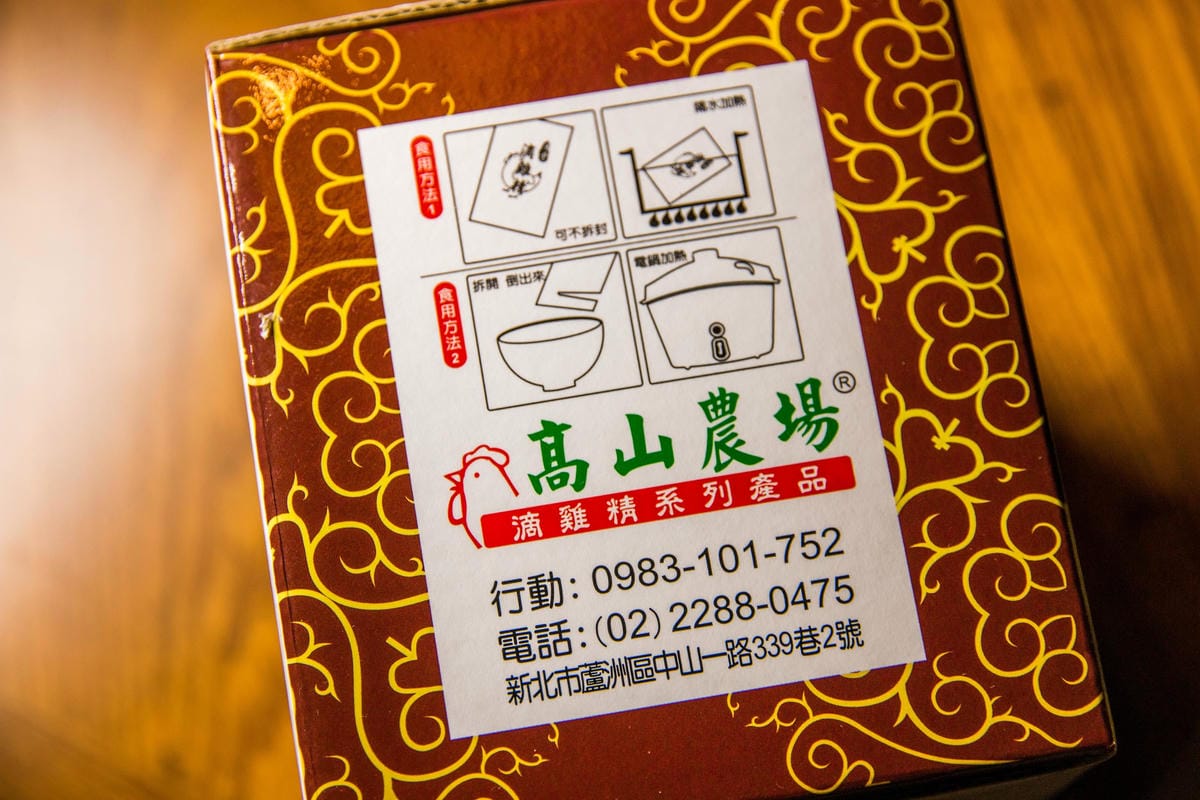 食用方法1
可不拆封
隔水加熱
食用方法2
拆開 倒出來
電鍋加熱
高山農場®
滴雞精系列產品
行動：0983-101-752
電話：(02) 2288-0475
新北市蘆洲區中山一路339巷2號